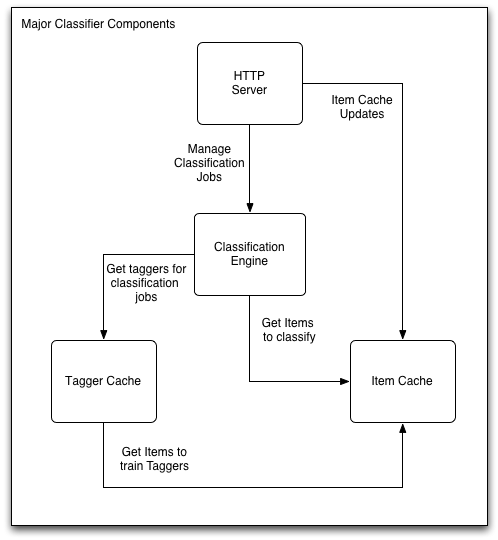 Major Classifier Components
HTTP
Server
Item Cache
Updates
Manage
Classification
Jobs
Classification
Engine
Get taggers for
classification
jobs
Get Items
to classify
Tagger Cache
Item Cache
Get Items to
train Taggers